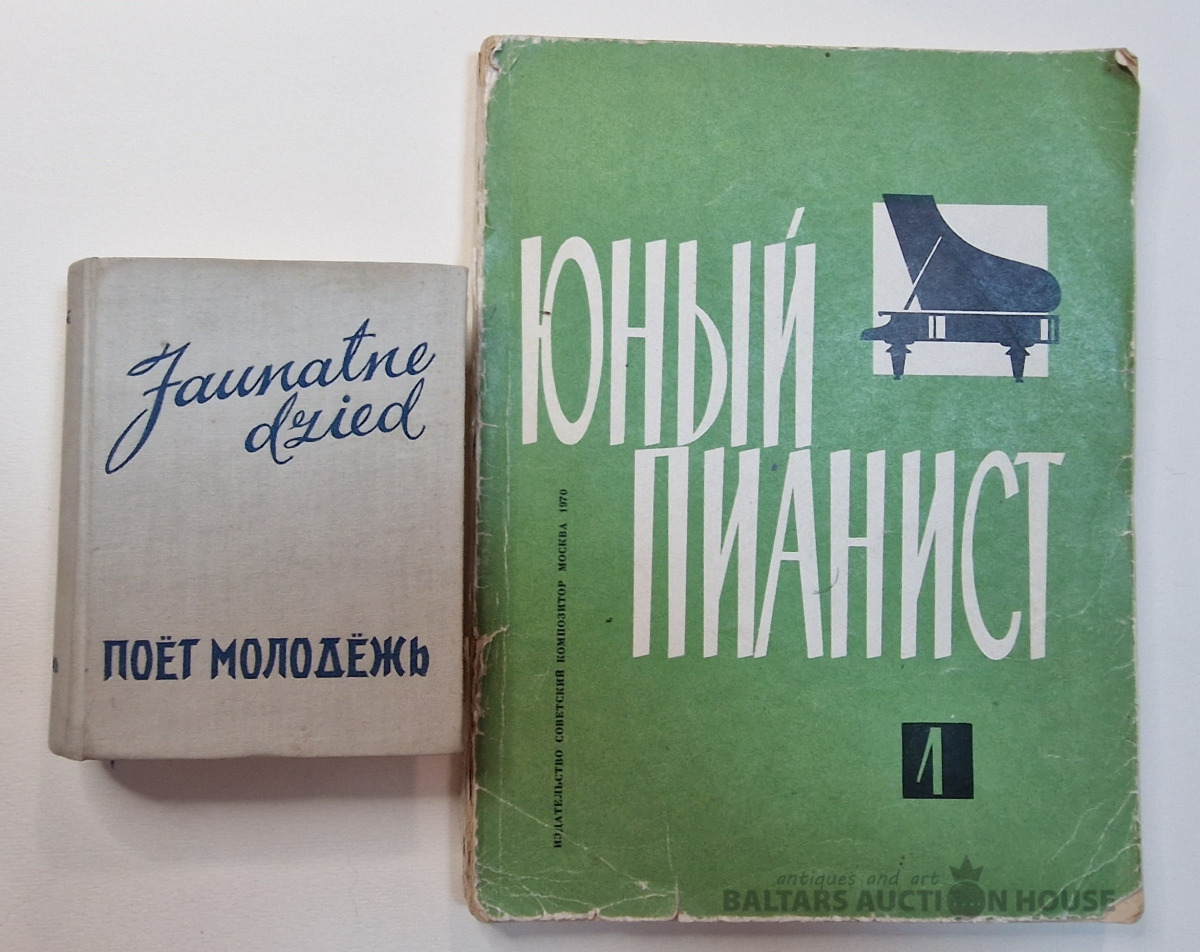 Jaunatne
dzied
ПОЁТ МОЛОДЁЖЬ
ЮНЫЙ
ПИАНИСТ
ИЗДАТЕЛЬСТВО СОВЕТСКИЙ КОМПОЗИТОР МОСКВА 1970
1
antiques and art
BALTARS AUCTION HOUSE